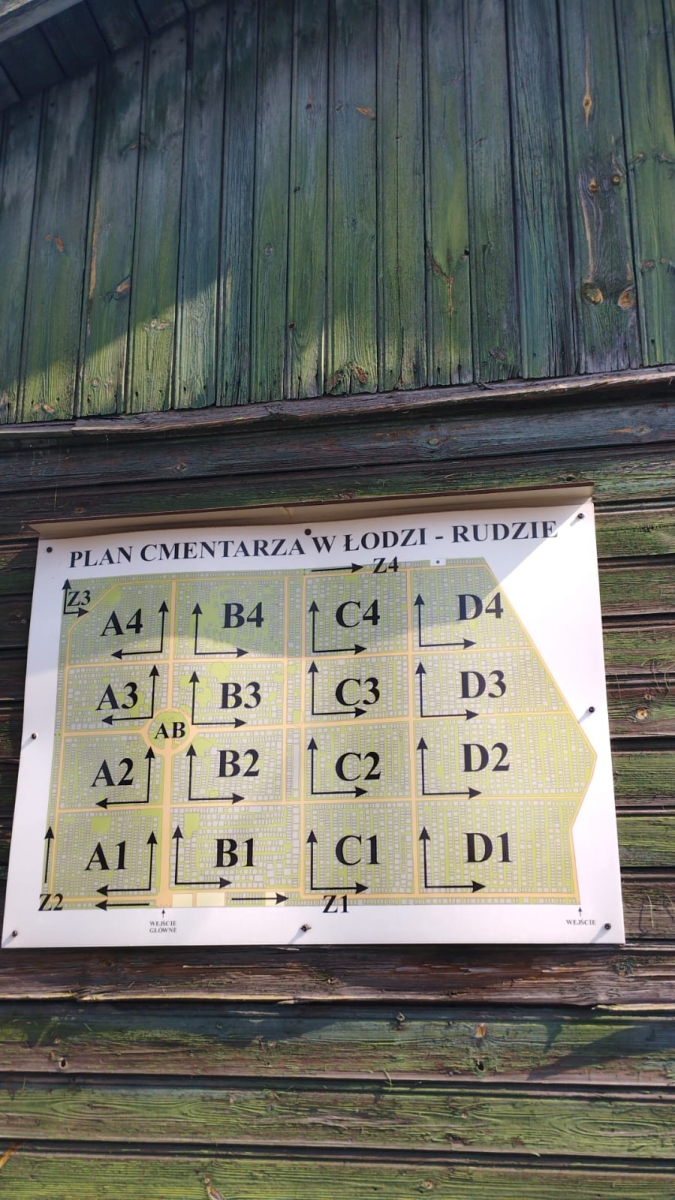 PLAN CMENTARZA W ŁODZI - RUDZIE
Z4
Z3
A4 B4 C4 D4
A3 B3 C3 D3
AB
A2 B2 C2 D2
A1 B1 C1 D1
Z2 Z1
WEJŚCIE
GŁÓWNE
WEJŚCIE